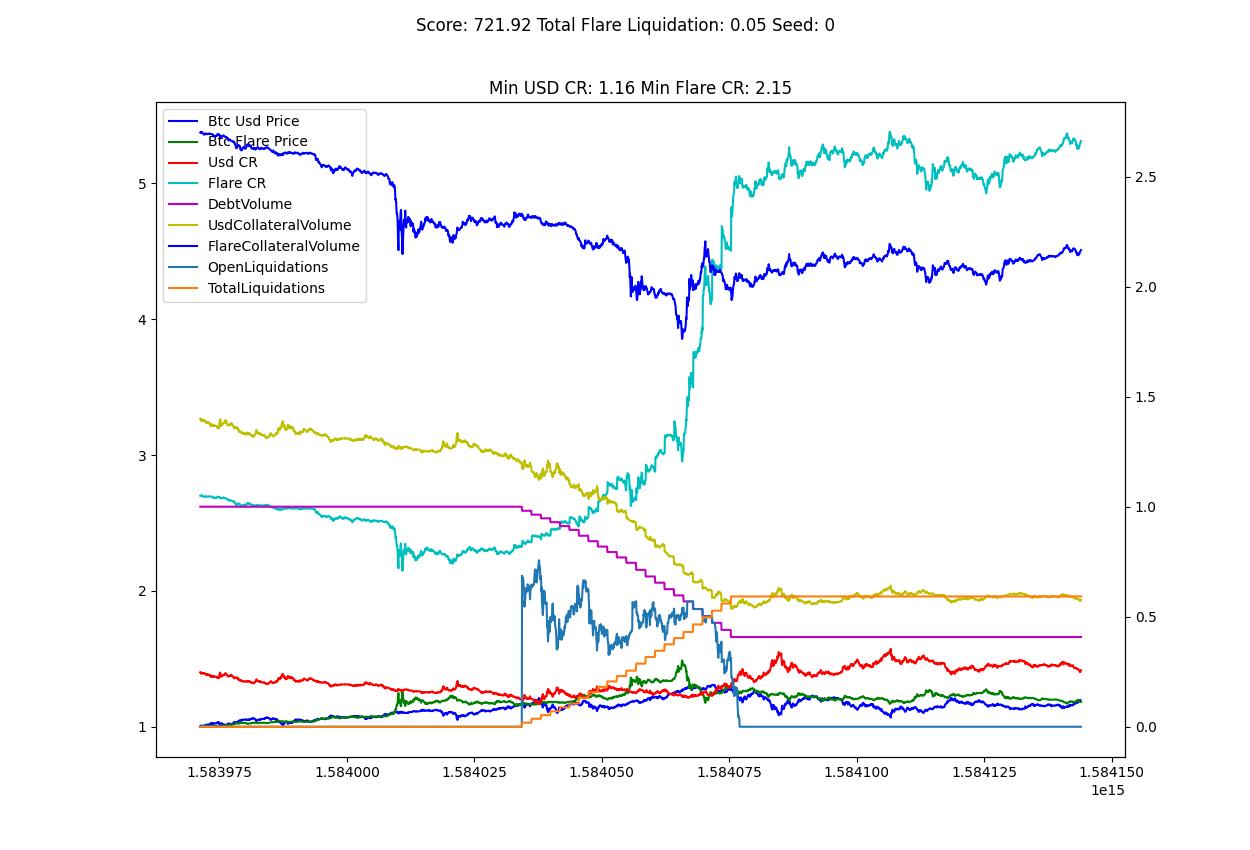 Score: 721.92 Total Flare Liquidation: 0.05 Seed: 0
Min USD CR: 1.16 Min Flare CR: 2.15
Btc Usd Price
Btc Flare Price
Usd CR
Flare CR
DebtVolume
UsdCollateralVolume
FlareCollateralVolume
OpenLiquidations
TotalLiquidations
5
4
3
2
1
2.5
2.0
1.5
1.0
0.5
0.0
1.583975 1.584000 1.584025 1.584050 1.584075 1.584100 1.584125 1.584150
1e15